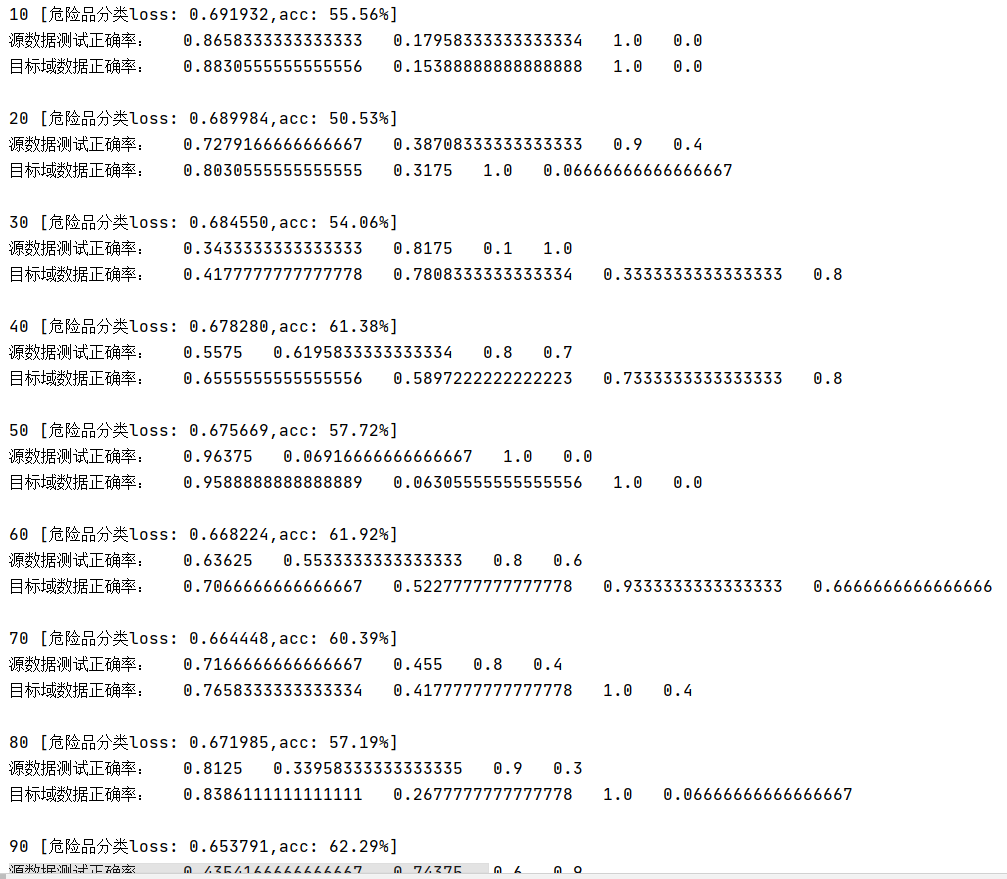 10 [危险品分类loss: 0.691932,acc: 55.56%]
源数据测试正确率： 0.8658333333333333 0.17958333333333334 1.0 0.0
目标域数据正确率： 0.8830555555555556 0.15388888888888888 1.0 0.0
20 [危险品分类loss: 0.689984,acc: 50.53%]
源数据测试正确率： 0.7279166666666667 0.38708333333333333 0.9 0.4
目标域数据正确率： 0.8030555555555555 0.3175 1.0 0.06666666666666667
30 [危险品分类loss: 0.684550,acc: 54.06%]
源数据测试正确率： 0.3433333333333333 0.8175 0.1 1.0
目标域数据正确率： 0.4177777777777778 0.7808333333333334 0.3333333333333333 0.8
40 [危险品分类loss: 0.678280,acc: 61.38%]
源数据测试正确率： 0.5575 0.6195833333333334 0.8 0.7
目标域数据正确率： 0.6555555555555556 0.5897222222222223 0.7333333333333333 0.8
50 [危险品分类loss: 0.675669,acc: 57.72%]
源数据测试正确率： 0.96375 0.06916666666666667 1.0 0.0
目标域数据正确率： 0.9588888888888889 0.06305555555555556 1.0 0.0
60 [危险品分类loss: 0.668224,acc: 61.92%]
源数据测试正确率： 0.63625 0.5533333333333333 0.8 0.6
目标域数据正确率： 0.7066666666666667 0.5227777777777778 0.9333333333333333 0.6666666666666666
70 [危险品分类loss: 0.664448,acc: 60.39%]
源数据测试正确率： 0.7166666666666667 0.455 0.8 0.4
目标域数据正确率： 0.7658333333333334 0.4177777777777778 1.0 0.4
80 [危险品分类loss: 0.671985,acc: 57.19%]
源数据测试正确率： 0.8125 0.33958333333333335 0.9 0.3
目标域数据正确率： 0.8386111111111111 0.2677777777777778 1.0 0.06666666666666667
90 [危险品分类loss: 0.653791,acc: 62.29%]
源数据测试正确率 0.4354166666666667 0.74375 0.6 0.9